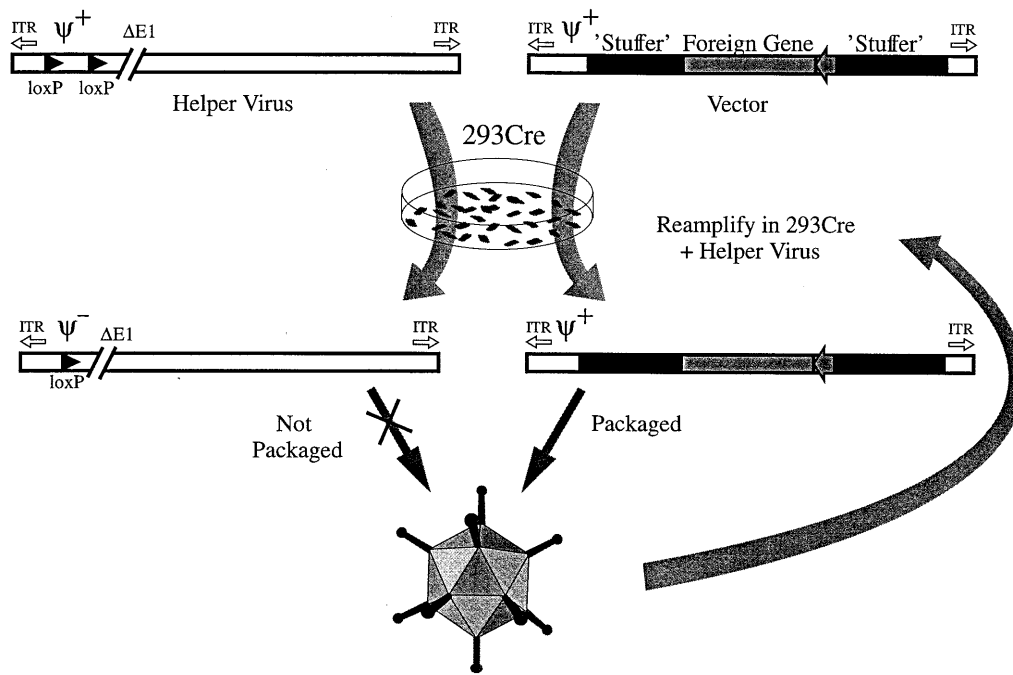 ITR ψ+ ΔE1 ITR
loxP loxP
Helper Virus
ITR ψ+ 'Stuffer' Foreign Gene 'Stuffer' ITR
Vector
293Cre
Reamplify in 293Cre
+ Helper Virus
ITR ψ- ΔE1 ITR
loxP
ITR ψ+ ITR
Not
Packaged
Packaged